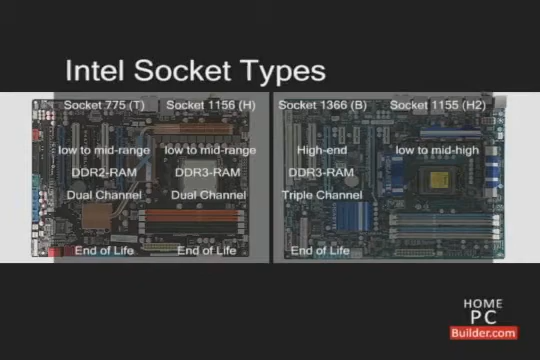 Intel Socket Types
Socket 775 (T) Socket 1156 (H) Socket 1366 (B) Socket 1155 (H2)
low to mid-range low to mid-range High-end low to mid-high
DDR2-RAM DDR3-RAM DDR3-RAM
Dual Channel Dual Channel Triple Channel
End of Life End of Life End of Life
HOME
PC
Builder.com